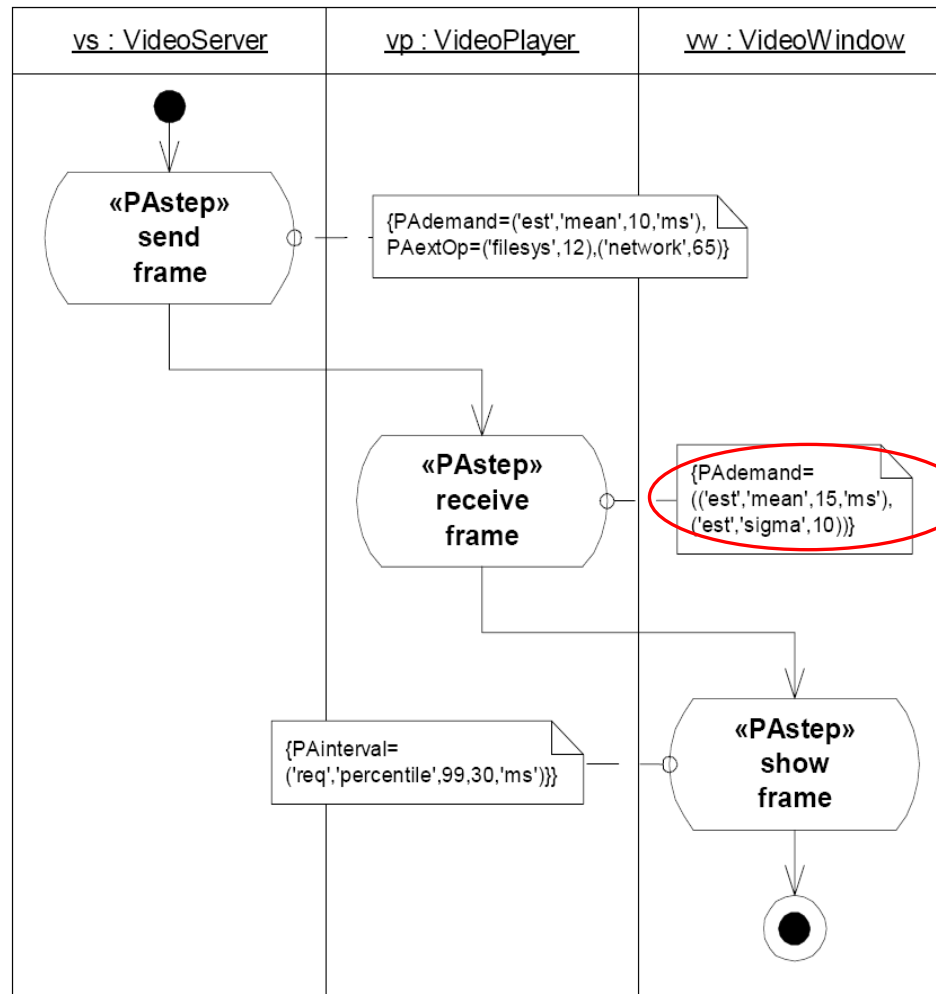 vs : VideoServer
vp : VideoPlayer
vw : VideoWindow
«PAstep»
send
frame
{PAdemand=('est','mean',10,'ms'),
PAextOp=('filesys',12),('network',65)}
«PAstep»
receive
frame
{PAdemand=
(('est','mean',15,'ms'),
('est','sigma',10))}
«PAstep»
show
frame
{PAinterval=
('req','percentile',99,30,'ms')}}